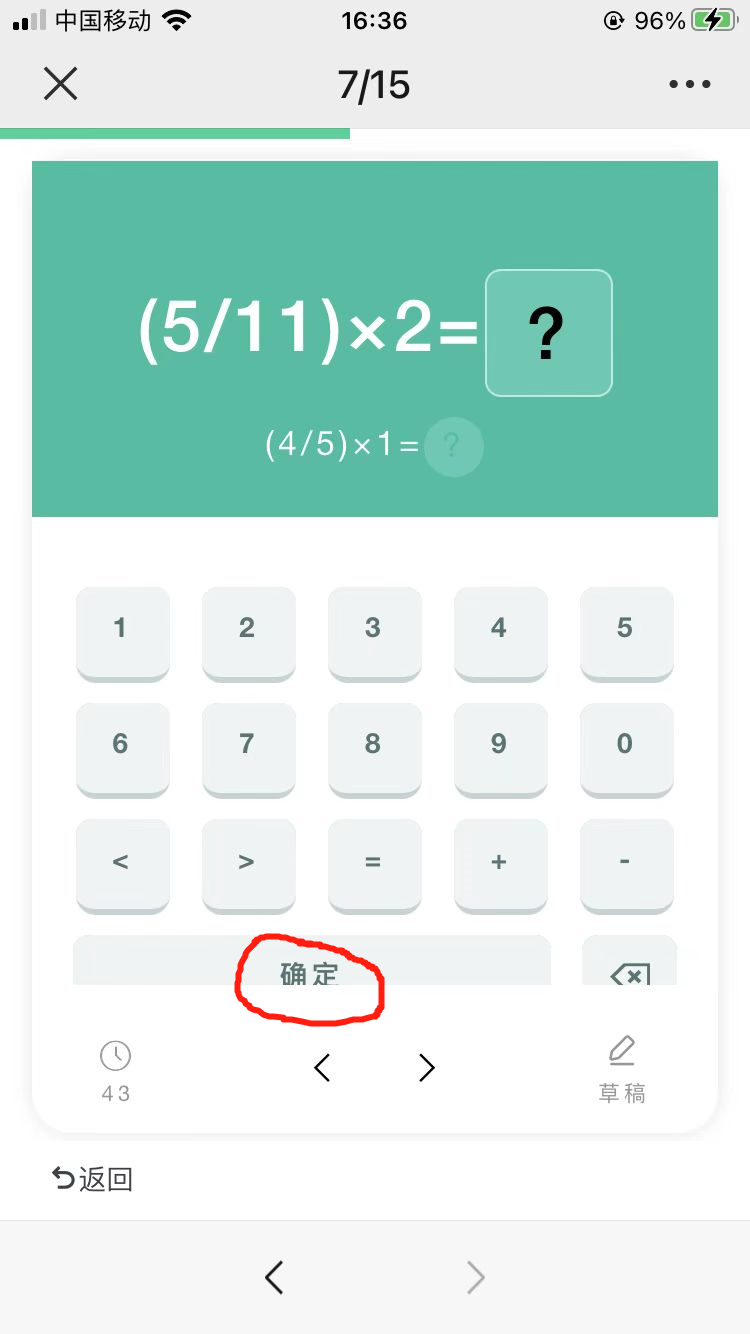 中国移动 16:36 96%
7/15
(5/11)×2=?
(4/5)×1=?
1 2 3 4 5
6 7 8 9 0
< > = + -
确定
43 草稿
返回